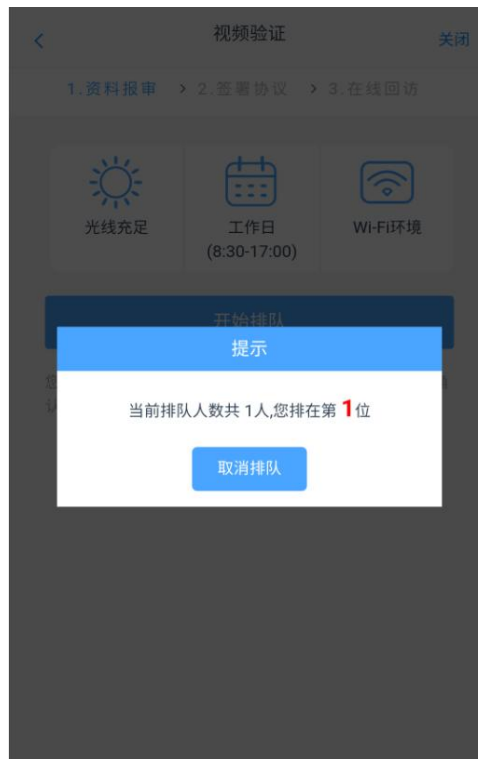 视频验证
关闭
1.资料报审 > 2.签署协议 > 3.在线回访
光线充足
工作日
(8:30-17:00)
Wi-Fi环境
开始排队
提示
当前排队人数共 1人,您排在第 1位
取消排队